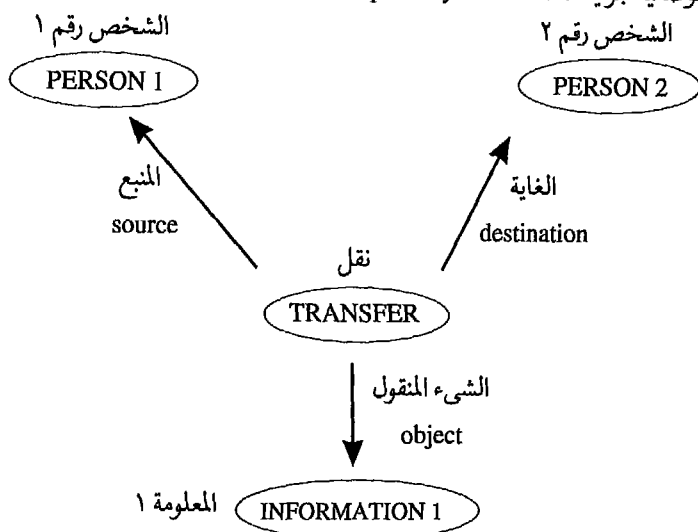 الشخص رقم ١
الشخص رقم ٢
PERSON 1
PERSON 2
المنبع
source
الغاية
destination
نقل
TRANSFER
الشىء المنقول
object
المعلومة ١
INFORMATION 1